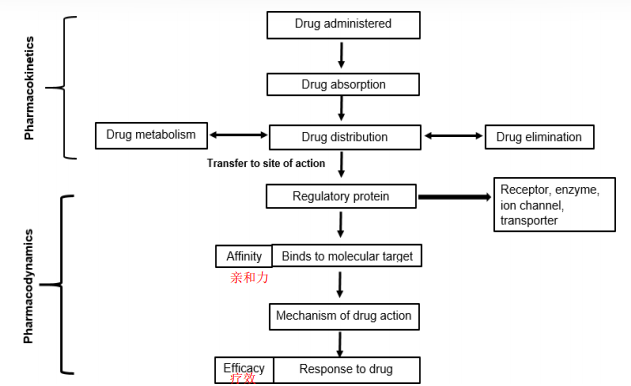 Drug administered
Pharmacokinetics
Drug absorption
Drug metabolism
Drug distribution
Drug elimination
Transfer to site of action
Regulatory protein
Receptor, enzyme,
ion channel,
transporter
Pharmacodynamics
Affinity
Binds to molecular target
亲和力
Mechanism of drug action
Efficacy
Response to drug
疗效